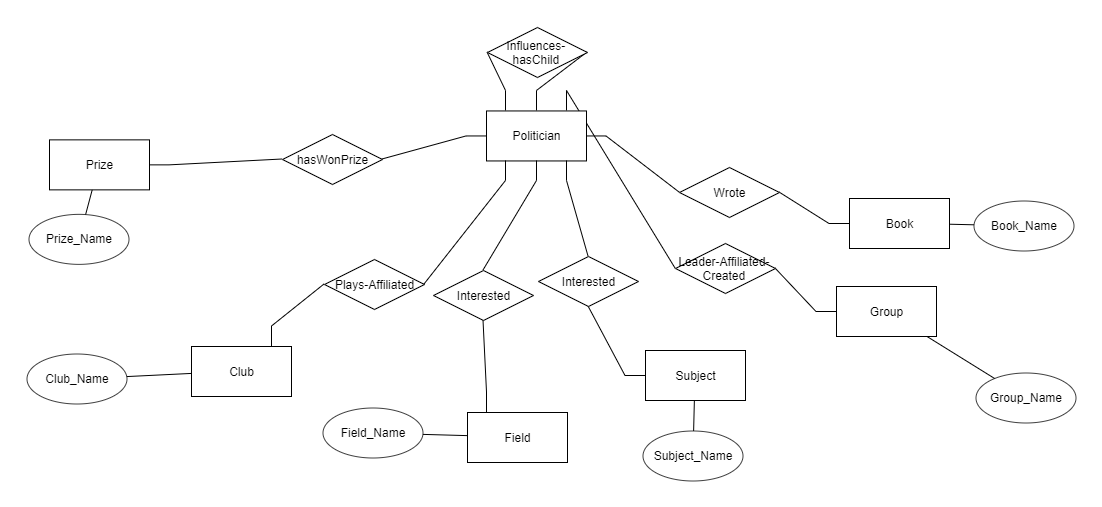 Influences-
hasChild
Politician
Prize
hasWonPrize
Wrote
Book
Book_Name
Prize_Name
Leader-Affiliated-
Created
Plays-Affiliated
Interested
Interested
Group
Club
Subject
Club_Name
Group_Name
Field_Name
Field
Subject_Name